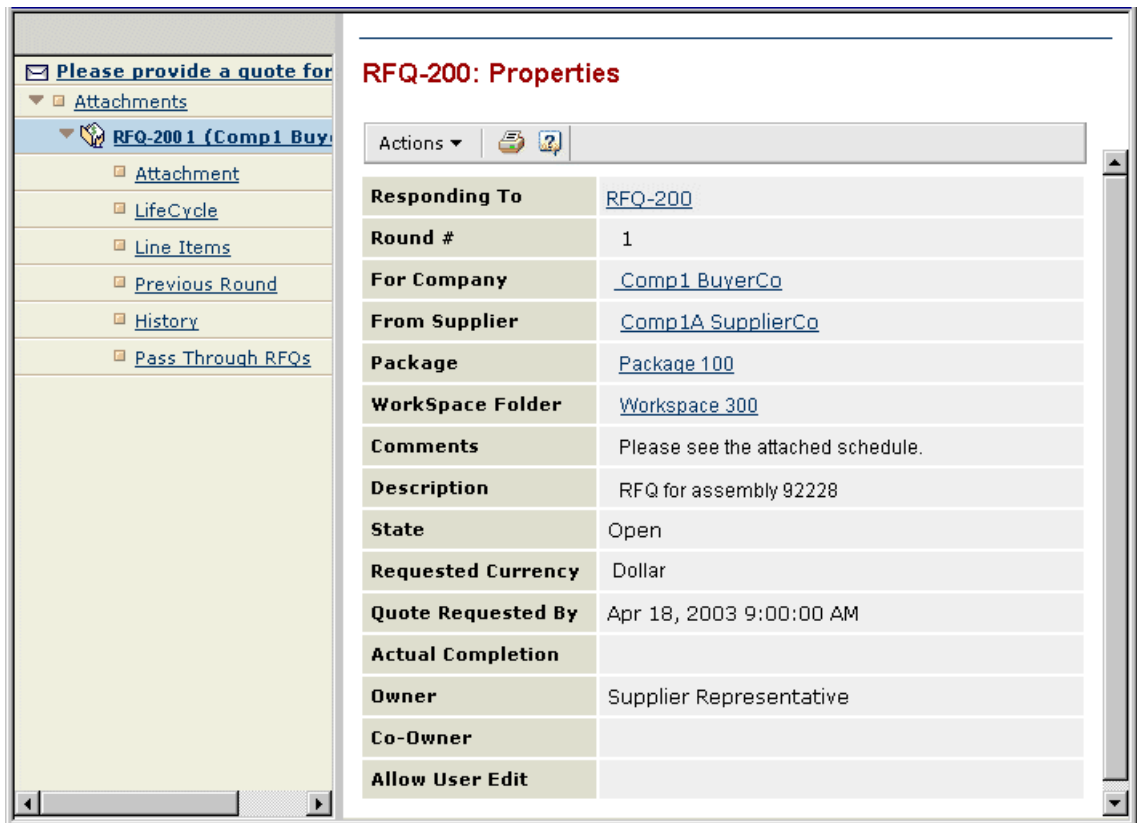 Please provide a quote for
Attachments
RFQ-200 1 (Comp1 Buy
Attachment
LifeCycle
Line Items
Previous Round
History
Pass Through RFQs
RFQ-200: Properties
Actions
Responding To RFQ-200
Round # 1
For Company Comp1 BuyerCo
From Supplier Comp1A SupplierCo
Package Package 100
WorkSpace Folder Workspace 300
Comments Please see the attached schedule.
Description RFQ for assembly 92228
State Open
Requested Currency Dollar
Quote Requested By Apr 18, 2003 9:00:00 AM
Actual Completion
Owner Supplier Representative
Co-Owner
Allow User Edit